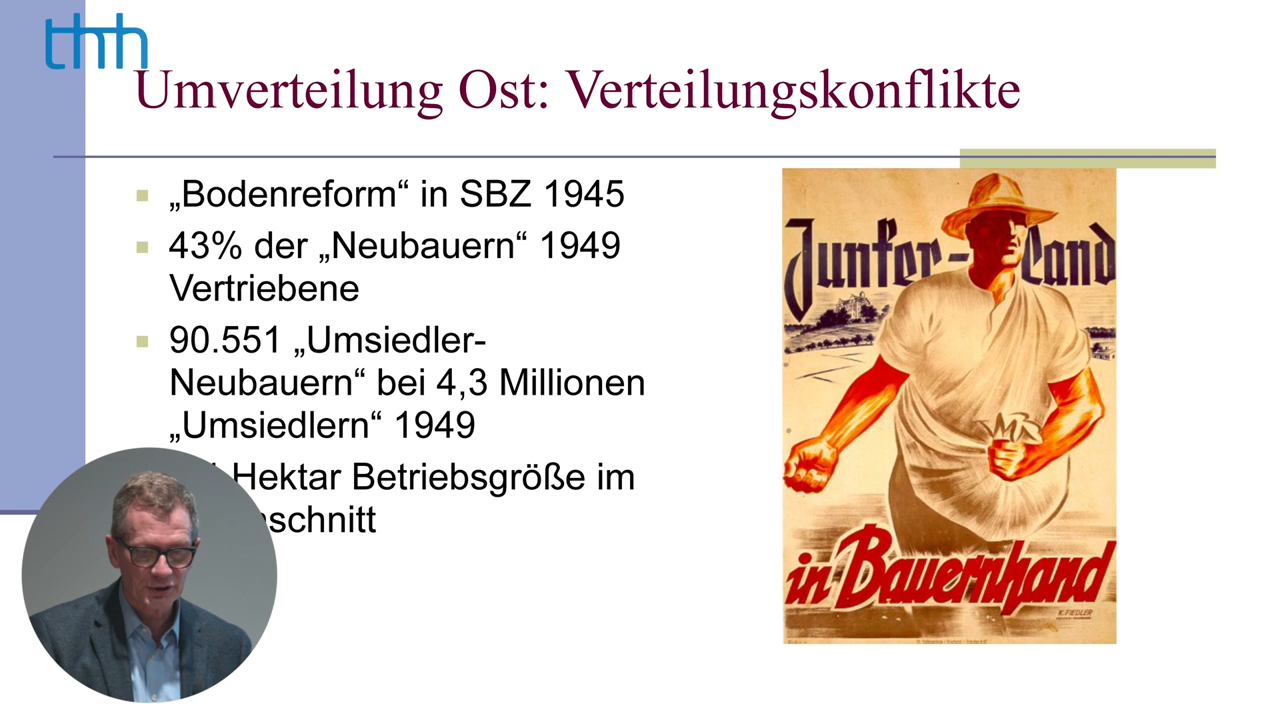 thh
Umverteilung Ost: Verteilungskonflikte
„Bodenreform“ in SBZ 1945
43% der „Neubauern“ 1949
Vertriebene
90.551 „Umsiedler-
Neubauern“ bei 4,3 Millionen
„Umsiedlern“ 1949
Hektar Betriebsgröße im
Junker-Land
in Bauernhand
K. FIEDLER